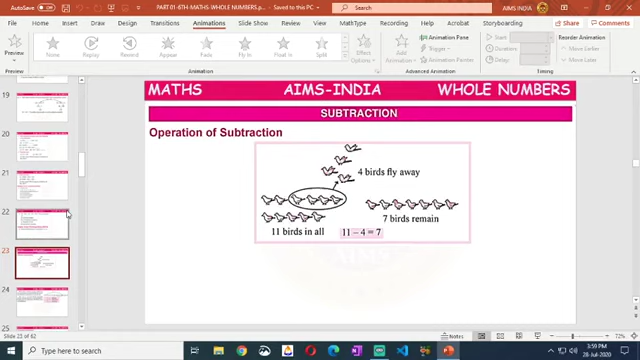 AutoSave Off PART 01-6TH-MATHS-WHOLE NUMBERS.p... - Saved to this PC AIMS INDIA
File Home Insert Draw Design Transitions Animations Slide Show Review View Help MathType Recording Acrobat Storyboarding
Preview None Replay Appear Fade Fly In Float In Split Effect Options Add Animation Animation Pane Trigger Animation Painter Start: Duration: Delay: Reorder Animation Move Earlier Move Later
Preview Animation Advanced Animation Timing
19
20
21
22
23
24
25
MATHS AIMS-INDIA WHOLE NUMBERS
SUBTRACTION
Operation of Subtraction
4 birds fly away
7 birds remain
11 birds in all 11 – 4 = 7
AIMS
Slide 23 of 62 Notes 72%
Type here to search 3:59 PM
28-Jul-2020